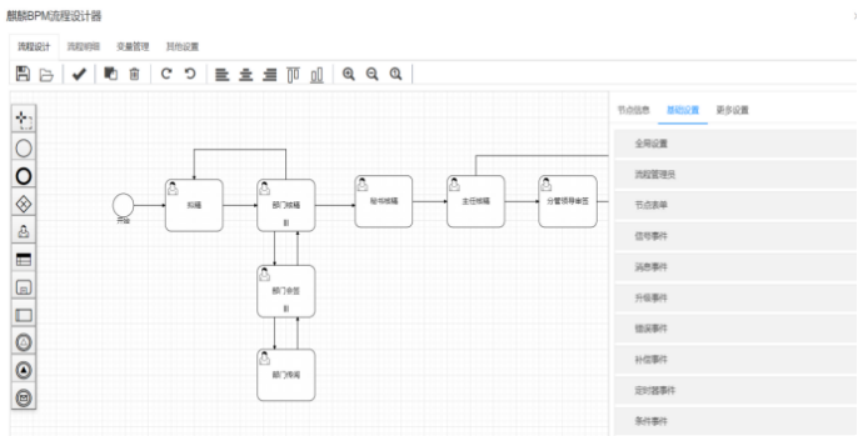 麒麟BPM流程设计器
流程设计 流程明细 变量管理 其他设置
节点信息 基础设置 更多设置
全局设置
流程管理员
节点表单
信号事件
消息事件
升级事件
错误事件
补偿事件
定时器事件
条件事件
开始
拟稿
部门核稿
秘书核稿
主任核稿
分管领导审签
部门会签
部门传阅